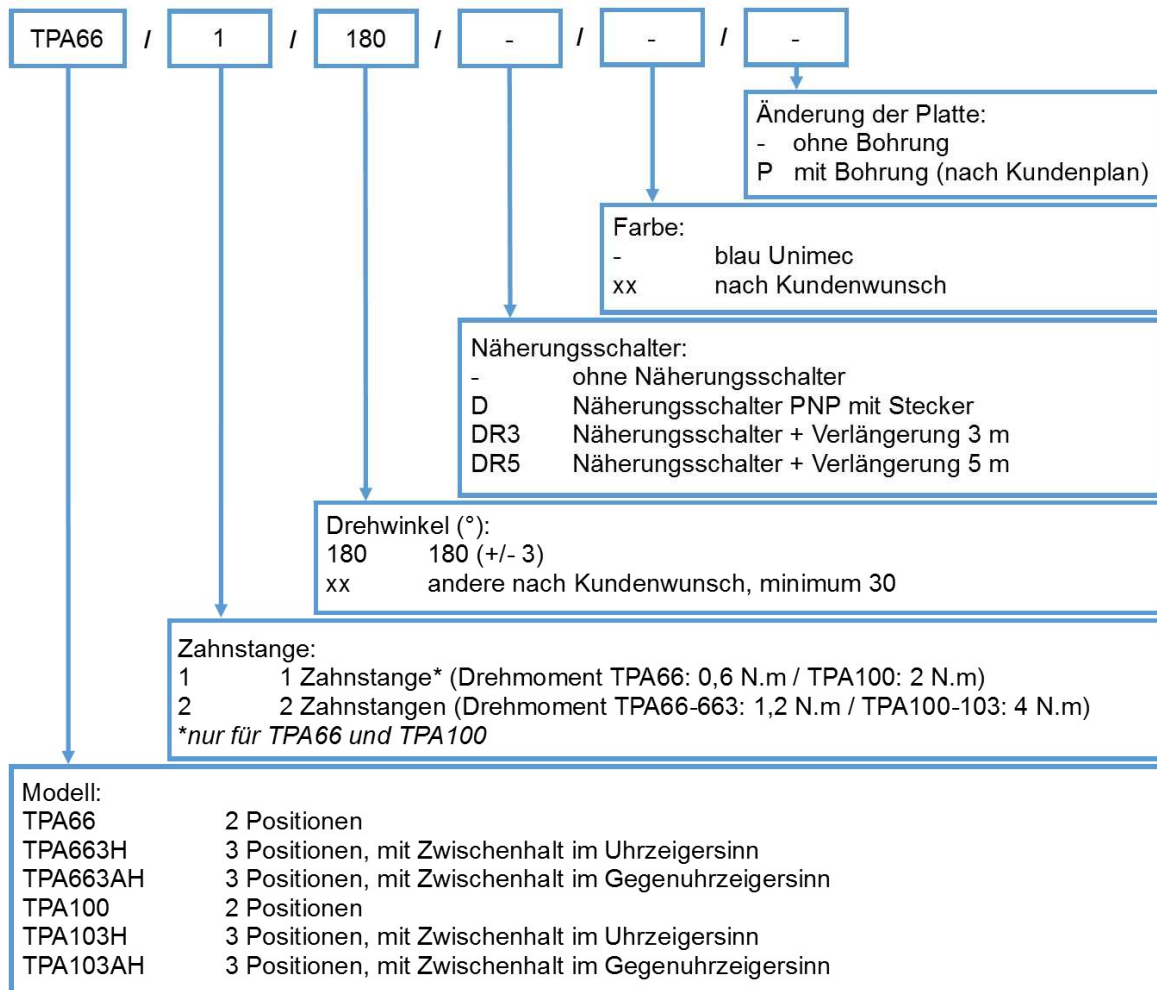 TPA66 / 1 / 180 / - / - / -
Änderung der Platte:
- ohne Bohrung
P mit Bohrung (nach Kundenplan)
Farbe:
- blau Unimec
xx nach Kundenwunsch
Näherungsschalter:
- ohne Näherungsschalter
D Näherungsschalter PNP mit Stecker
DR3 Näherungsschalter + Verlängerung 3 m
DR5 Näherungsschalter + Verlängerung 5 m
Drehwinkel (°):
180 180 (+/- 3)
xx andere nach Kundenwunsch, minimum 30
Zahnstange:
1 1 Zahnstange* (Drehmoment TPA66: 0,6 N.m / TPA100: 2 N.m)
2 2 Zahnstangen (Drehmoment TPA66-663: 1,2 N.m / TPA100-103: 4 N.m)
*nur für TPA66 und TPA100
Modell:
TPA66 2 Positionen
TPA663H 3 Positionen, mit Zwischenhalt im Uhrzeigersinn
TPA663AH 3 Positionen, mit Zwischenhalt im Gegenuhrzeigersinn
TPA100 2 Positionen
TPA103H 3 Positionen, mit Zwischenhalt im Uhrzeigersinn
TPA103AH 3 Positionen, mit Zwischenhalt im Gegenuhrzeigersinn